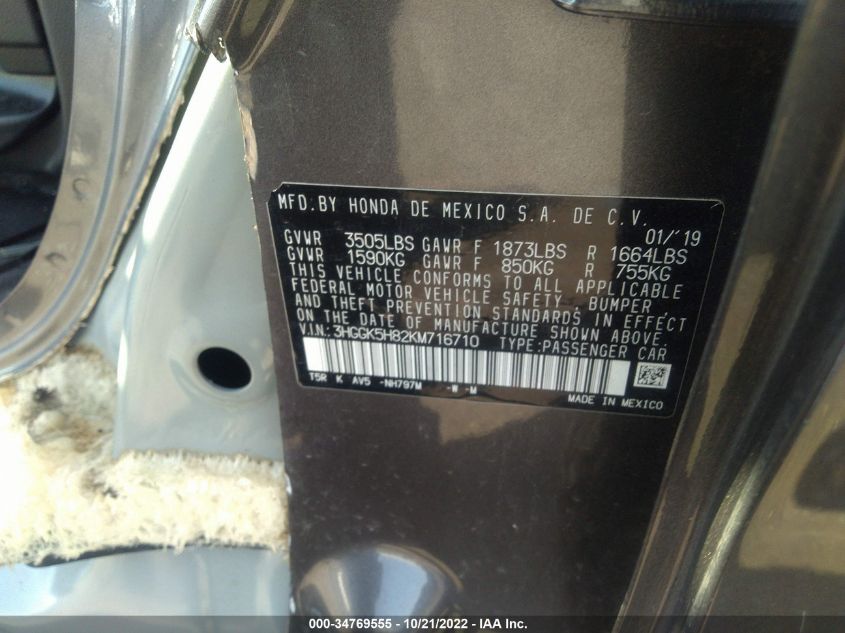 MFD.BY HONDA DE MEXICO S.A. DE C.V.
01/'19
GVWR 3505LBS GAWR F 1873LBS R 1664LBS
GVWR 1590KG GAWR F 850KG R 755KG
THIS VEHICLE CONFORMS TO ALL APPLICABLE
FEDERAL MOTOR VEHICLE SAFETY, BUMPER
AND THEFT PREVENTION STANDARDS IN EFFECT
ON THE DATE OF MANUFACTURE SHOWN ABOVE.
V.I.N.: 3HGGK5H82KM716710 TYPE:PASSENGER CAR
T5R K AV5 -NH797M -W -M
MADE IN MEXICO
000-34769555 - 10/21/2022 - IAA Inc.